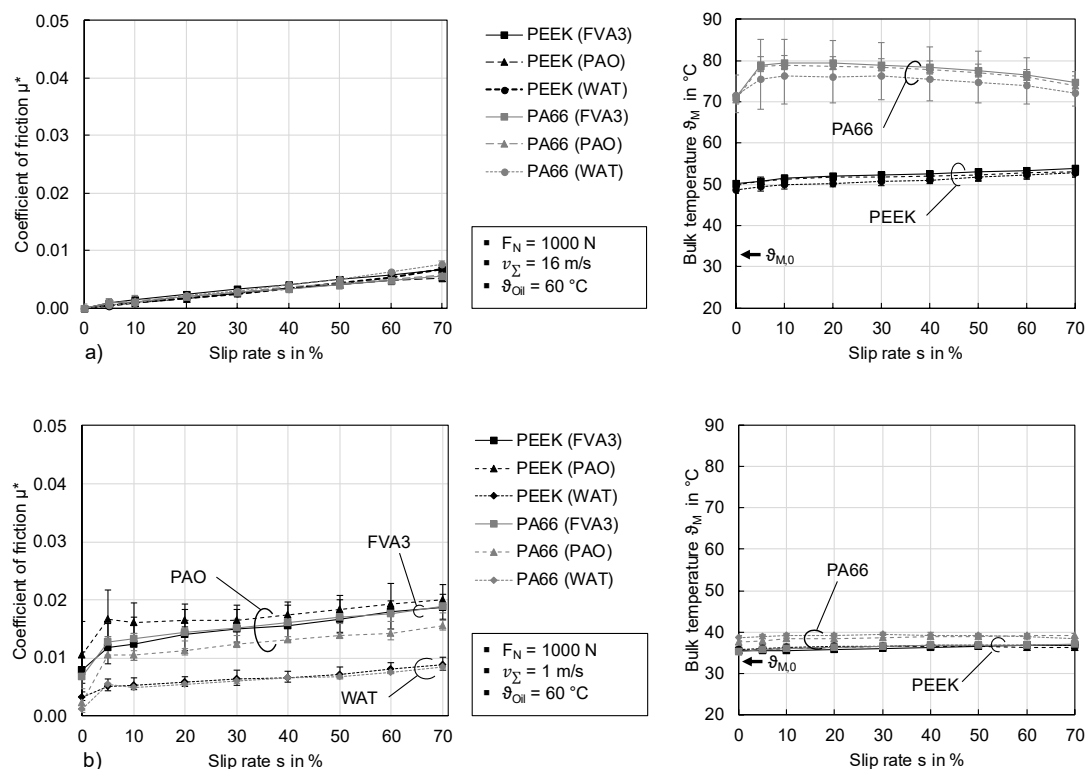 0.05
0.04
0.03
0.02
0.01
0.00
Coefficient of friction µ*
0 10 20 30 40 50 60 70
Slip rate s in %
a)
PEEK (FVA3)
PEEK (PAO)
PEEK (WAT)
PA66 (FVA3)
PA66 (PAO)
PA66 (WAT)
▪ F_N = 1000 N
▪ v_Σ = 16 m/s
▪ ϑ_Oil = 60 °C
90
80
70
60
50
40
30
20
Bulk temperature ϑ_M in °C
PA66
PEEK
ϑ_M,0
0 10 20 30 40 50 60 70
Slip rate s in %
0.05
0.04
0.03
0.02
0.01
0.00
Coefficient of friction µ*
FVA3
PAO
WAT
0 10 20 30 40 50 60 70
Slip rate s in %
b)
PEEK (FVA3)
PEEK (PAO)
PEEK (WAT)
PA66 (FVA3)
PA66 (PAO)
PA66 (WAT)
▪ F_N = 1000 N
▪ v_Σ = 1 m/s
▪ ϑ_Oil = 60 °C
90
80
70
60
50
40
30
20
Bulk temperature ϑ_M in °C
PA66
ϑ_M,0
PEEK
0 10 20 30 40 50 60 70
Slip rate s in %